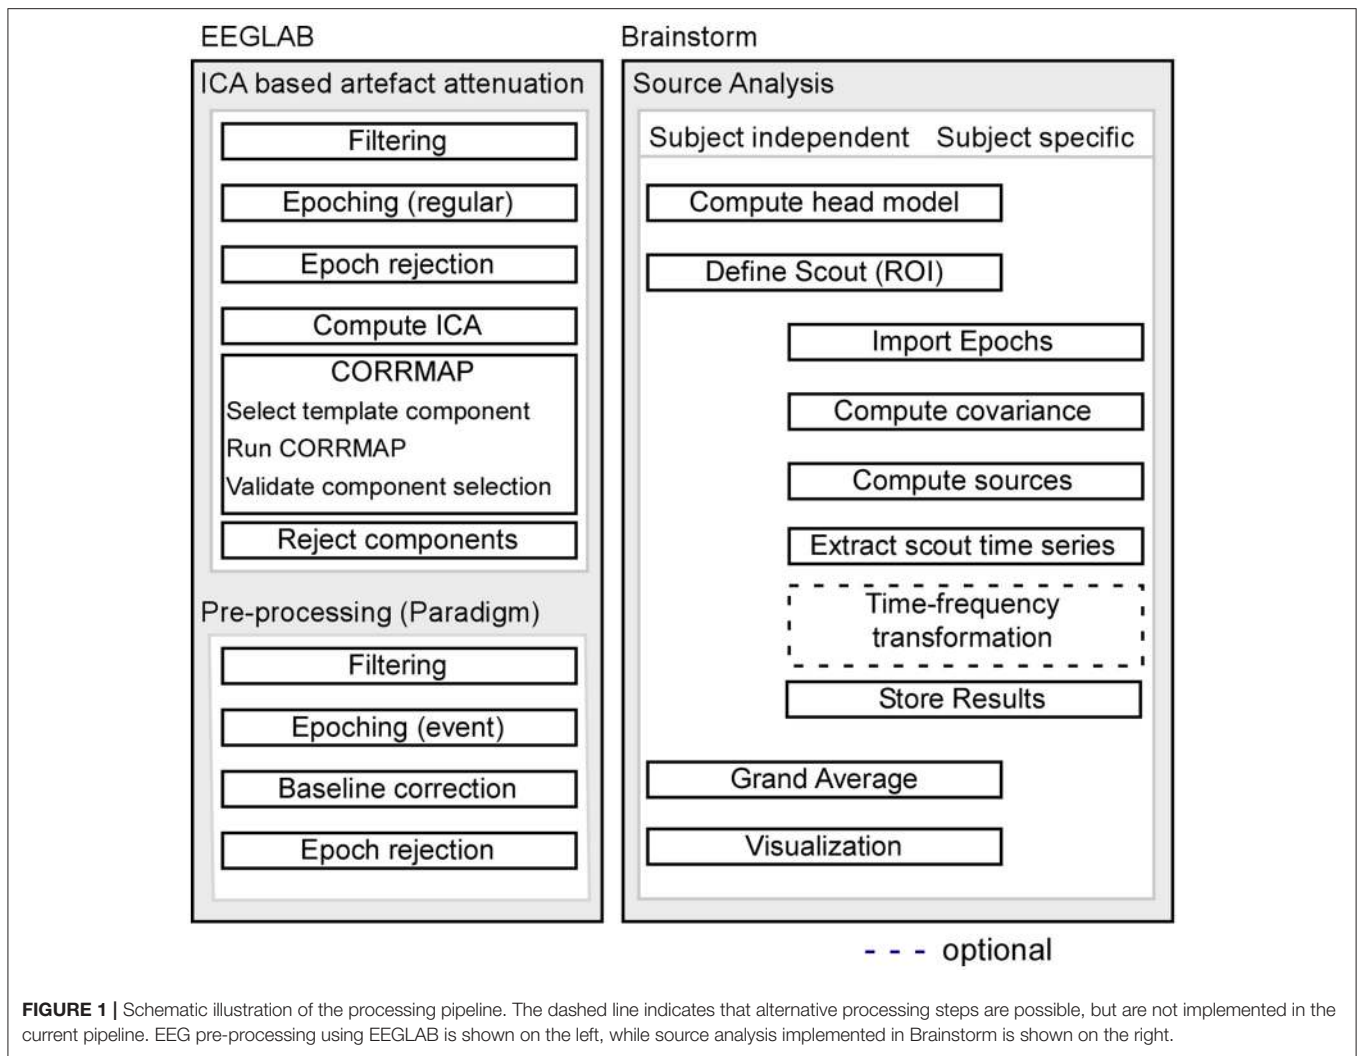 EEGLAB
ICA based artefact attenuation
Filtering
Epoching (regular)
Epoch rejection
Compute ICA
CORRMAP
Select template component
Run CORRMAP
Validate component selection
Reject components
Pre-processing (Paradigm)
Filtering
Epoching (event)
Baseline correction
Epoch rejection
Brainstorm
Source Analysis
Subject independent Subject specific
Compute head model
Define Scout (ROI)
Import Epochs
Compute covariance
Compute sources
Extract scout time series
Time-frequency
transformation
Store Results
Grand Average
Visualization
- - - optional
FIGURE 1 | Schematic illustration of the processing pipeline. The dashed line indicates that alternative processing steps are possible, but are not implemented in the
current pipeline. EEG pre-processing using EEGLAB is shown on the left, while source analysis implemented in Brainstorm is shown on the right.